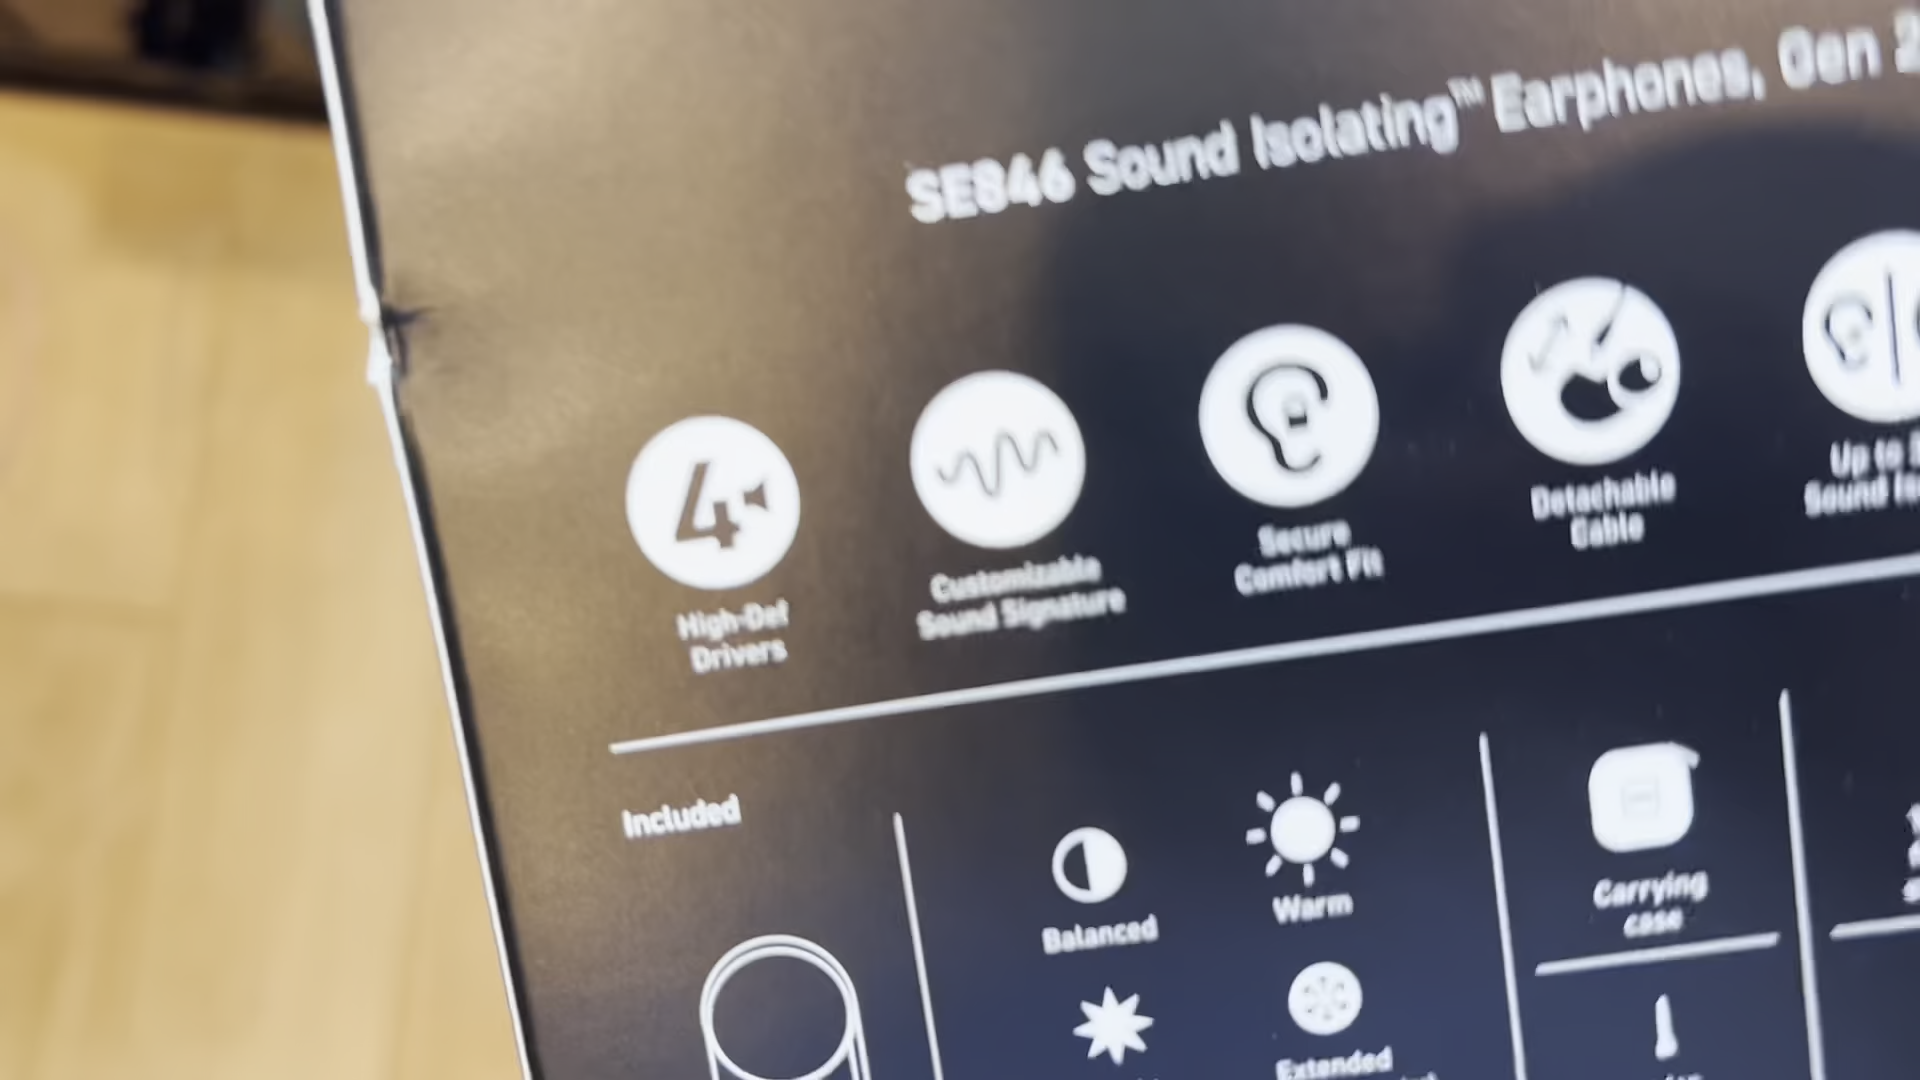 SE846 Sound Isolating™ Earphones, Gen 2
4
High-Def
Drivers
Customizable
Sound Signature
Secure
Comfort Fit
Detachable
Cable
Up to
Sound
Included
Balanced
Warm
Extended
Carrying
case